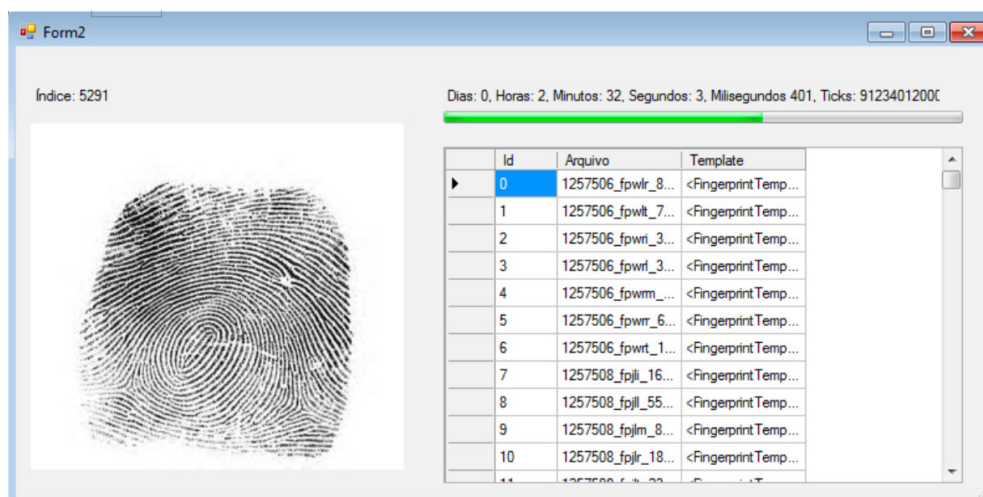 Form2
Índice: 5291
Dias: 0, Horas: 2, Minutos: 32, Segundos: 3, Milisegundos 401, Ticks: 91234012000
Id Arquivo Template
0 1257506_fpwlr_8... <FingerprintTemp...
1 1257506_fpwlt_7... <FingerprintTemp...
2 1257506_fpwri_3... <FingerprintTemp...
3 1257506_fpwrl_3... <FingerprintTemp...
4 1257506_fpwrm_... <FingerprintTemp...
5 1257506_fpwrr_6... <FingerprintTemp...
6 1257506_fpwrt_1... <FingerprintTemp...
7 1257508_fpjli_16... <FingerprintTemp...
8 1257508_fpjll_55... <FingerprintTemp...
9 1257508_fpjlm_8... <FingerprintTemp...
10 1257508_fpjlr_18... <FingerprintTemp...